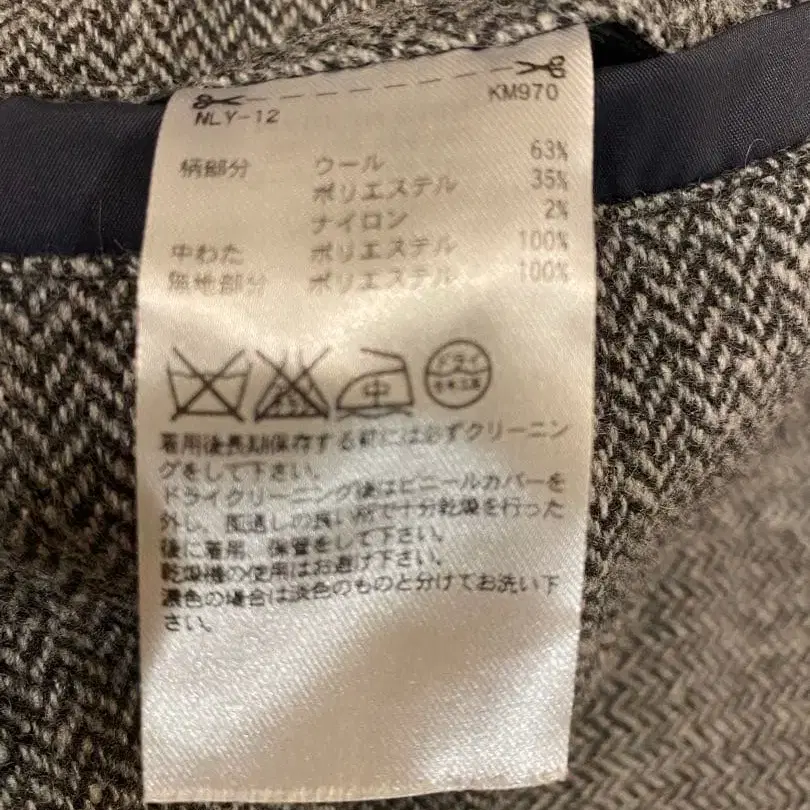 NLY-12 KM970
柄部分 ウール 63%
ポリエステル 35%
ナイロン 2%
中わた ポリエステル 100%
無地部分 ポリエステル 100%
中 ドライ
着用後長期保存する前には必ずクリーニン
グをして下さい。
ドライクリーニング後はビニールカバーを
外し、風通しの良い所で十分乾燥を行った
後に着用、保管をして下さい。
乾燥機の使用はお避け下さい。
濃色の場合は淡色のものと分けてお洗い下
さい。